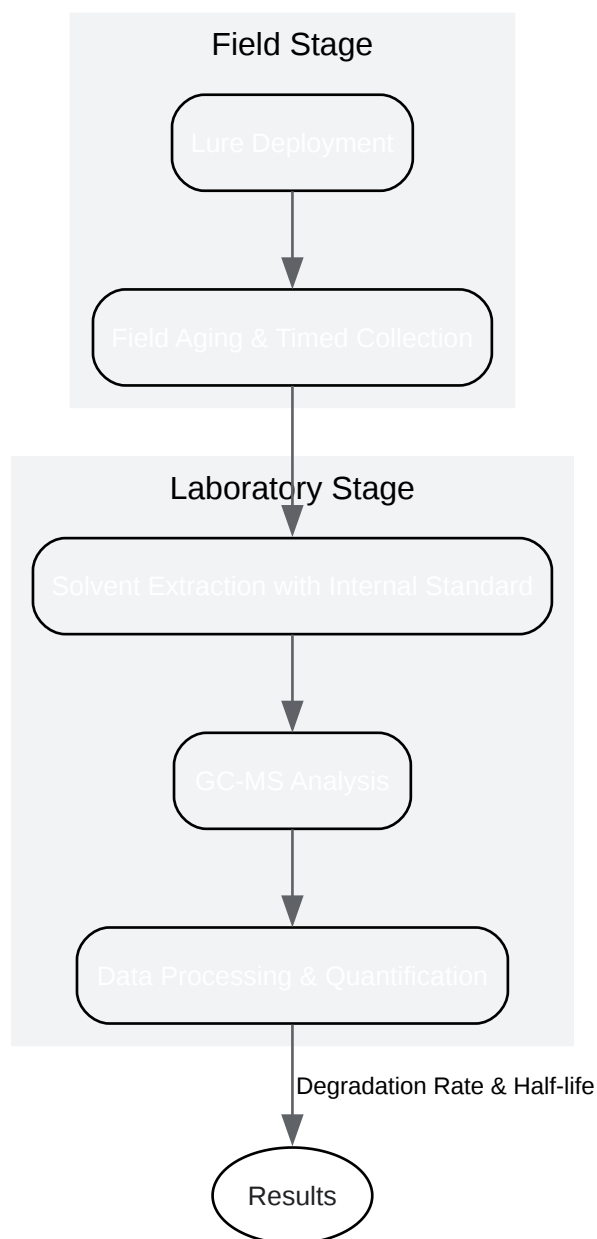 Field Stage
Lure Deployment
Field Aging & Timed Collection
Laboratory Stage
Solvent Extraction with Internal Standard
GC-MS Analysis
Data Processing & Quantification
Degradation Rate & Half-life
Results